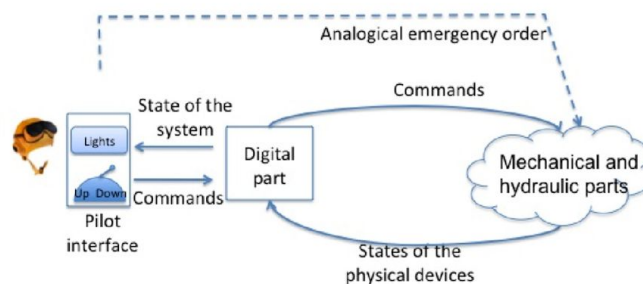 Analogical emergency order
Commands
State of the
system
Lights
Digital
part
Mechanical and
hydraulic parts
Up Down
Commands
Pilot
interface
States of the
physical devices